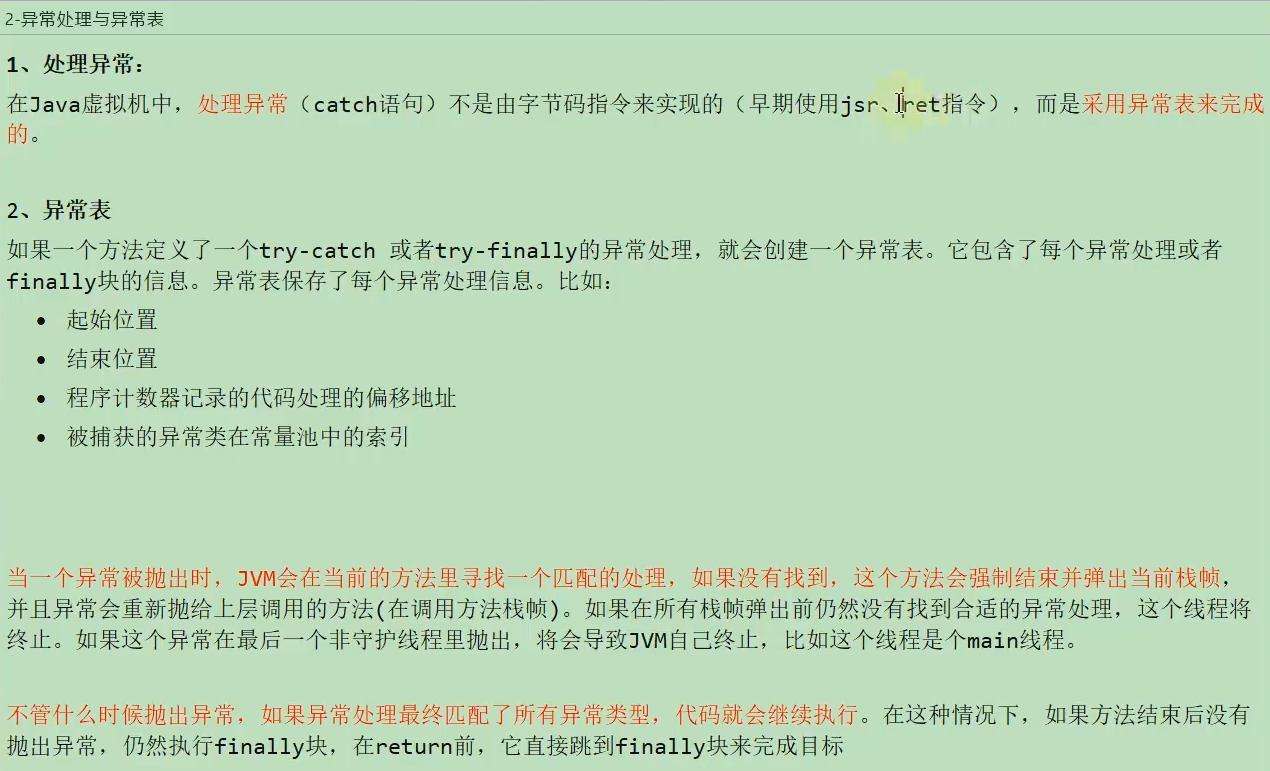 2-异常处理与异常表
1、处理异常：
在Java虚拟机中，处理异常（catch语句）不是由字节码指令来实现的（早期使用jsr、ret指令），而是采用异常表来完成
的。
2、异常表
如果一个方法定义了一个try-catch 或者try-finally的异常处理，就会创建一个异常表。它包含了每个异常处理或者
finally块的信息。异常表保存了每个异常处理信息。比如：
• 起始位置
• 结束位置
• 程序计数器记录的代码处理的偏移地址
• 被捕获的异常类在常量池中的索引
当一个异常被抛出时，JVM会在当前的方法里寻找一个匹配的处理，如果没有找到，这个方法会强制结束并弹出当前栈帧，
并且异常会重新抛给上层调用的方法(在调用方法栈帧)。如果在所有栈帧弹出前仍然没有找到合适的异常处理，这个线程将
终止。如果这个异常在最后一个非守护线程里抛出，将会导致JVM自己终止，比如这个线程是个main线程。
不管什么时候抛出异常，如果异常处理最终匹配了所有异常类型，代码就会继续执行。在这种情况下，如果方法结束后没有
抛出异常，仍然执行finally块，在return前，它直接跳到finally块来完成目标